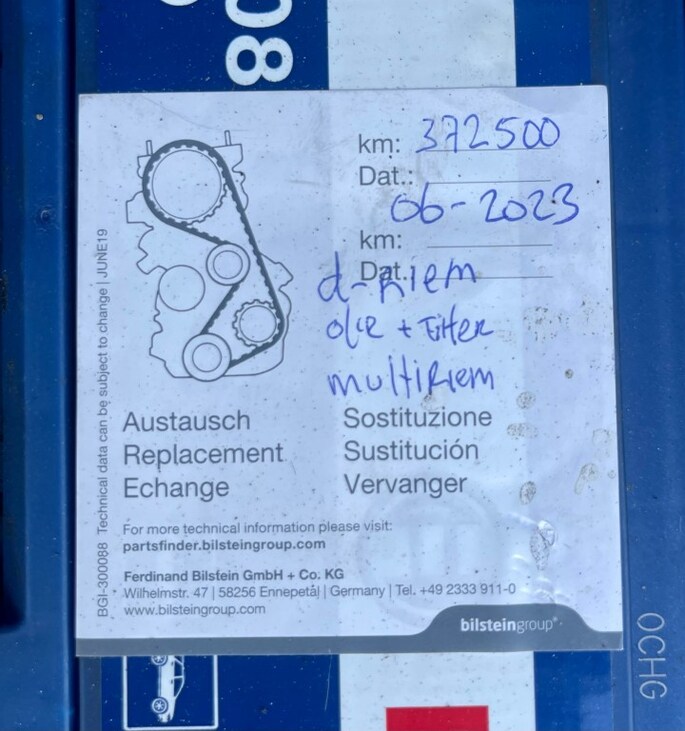 80
km: 372500
Dat.:
06-2023
km:
Dat.:
d-Riem
olie + Filter
multiRiem
Austausch
Replacement
Echange
Sostituzione
Sustitución
Vervanger
For more technical information please visit:
partsfinder.bilsteingroup.com
Ferdinand Bilstein GmbH + Co. KG
Wilhelmstr. 47 | 58256 Ennepetal | Germany | Tel. +49 2333 911-0
www.bilsteingroup.com
bilsteingroup®
BGI-300088 Technical data can be subject to change | JUNE19
OCHG